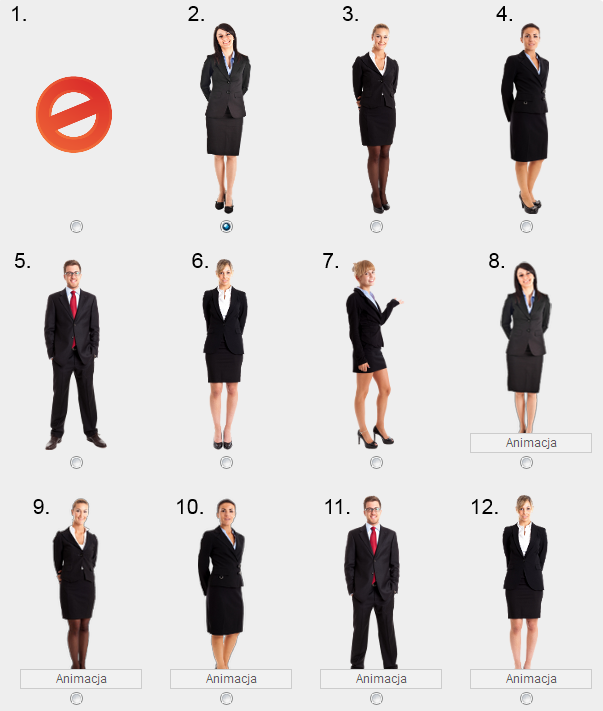 1.
2.
3.
4.
5.
6.
7.
8.
Animacja
9.
10.
11.
12.
Animacja
Animacja
Animacja
Animacja